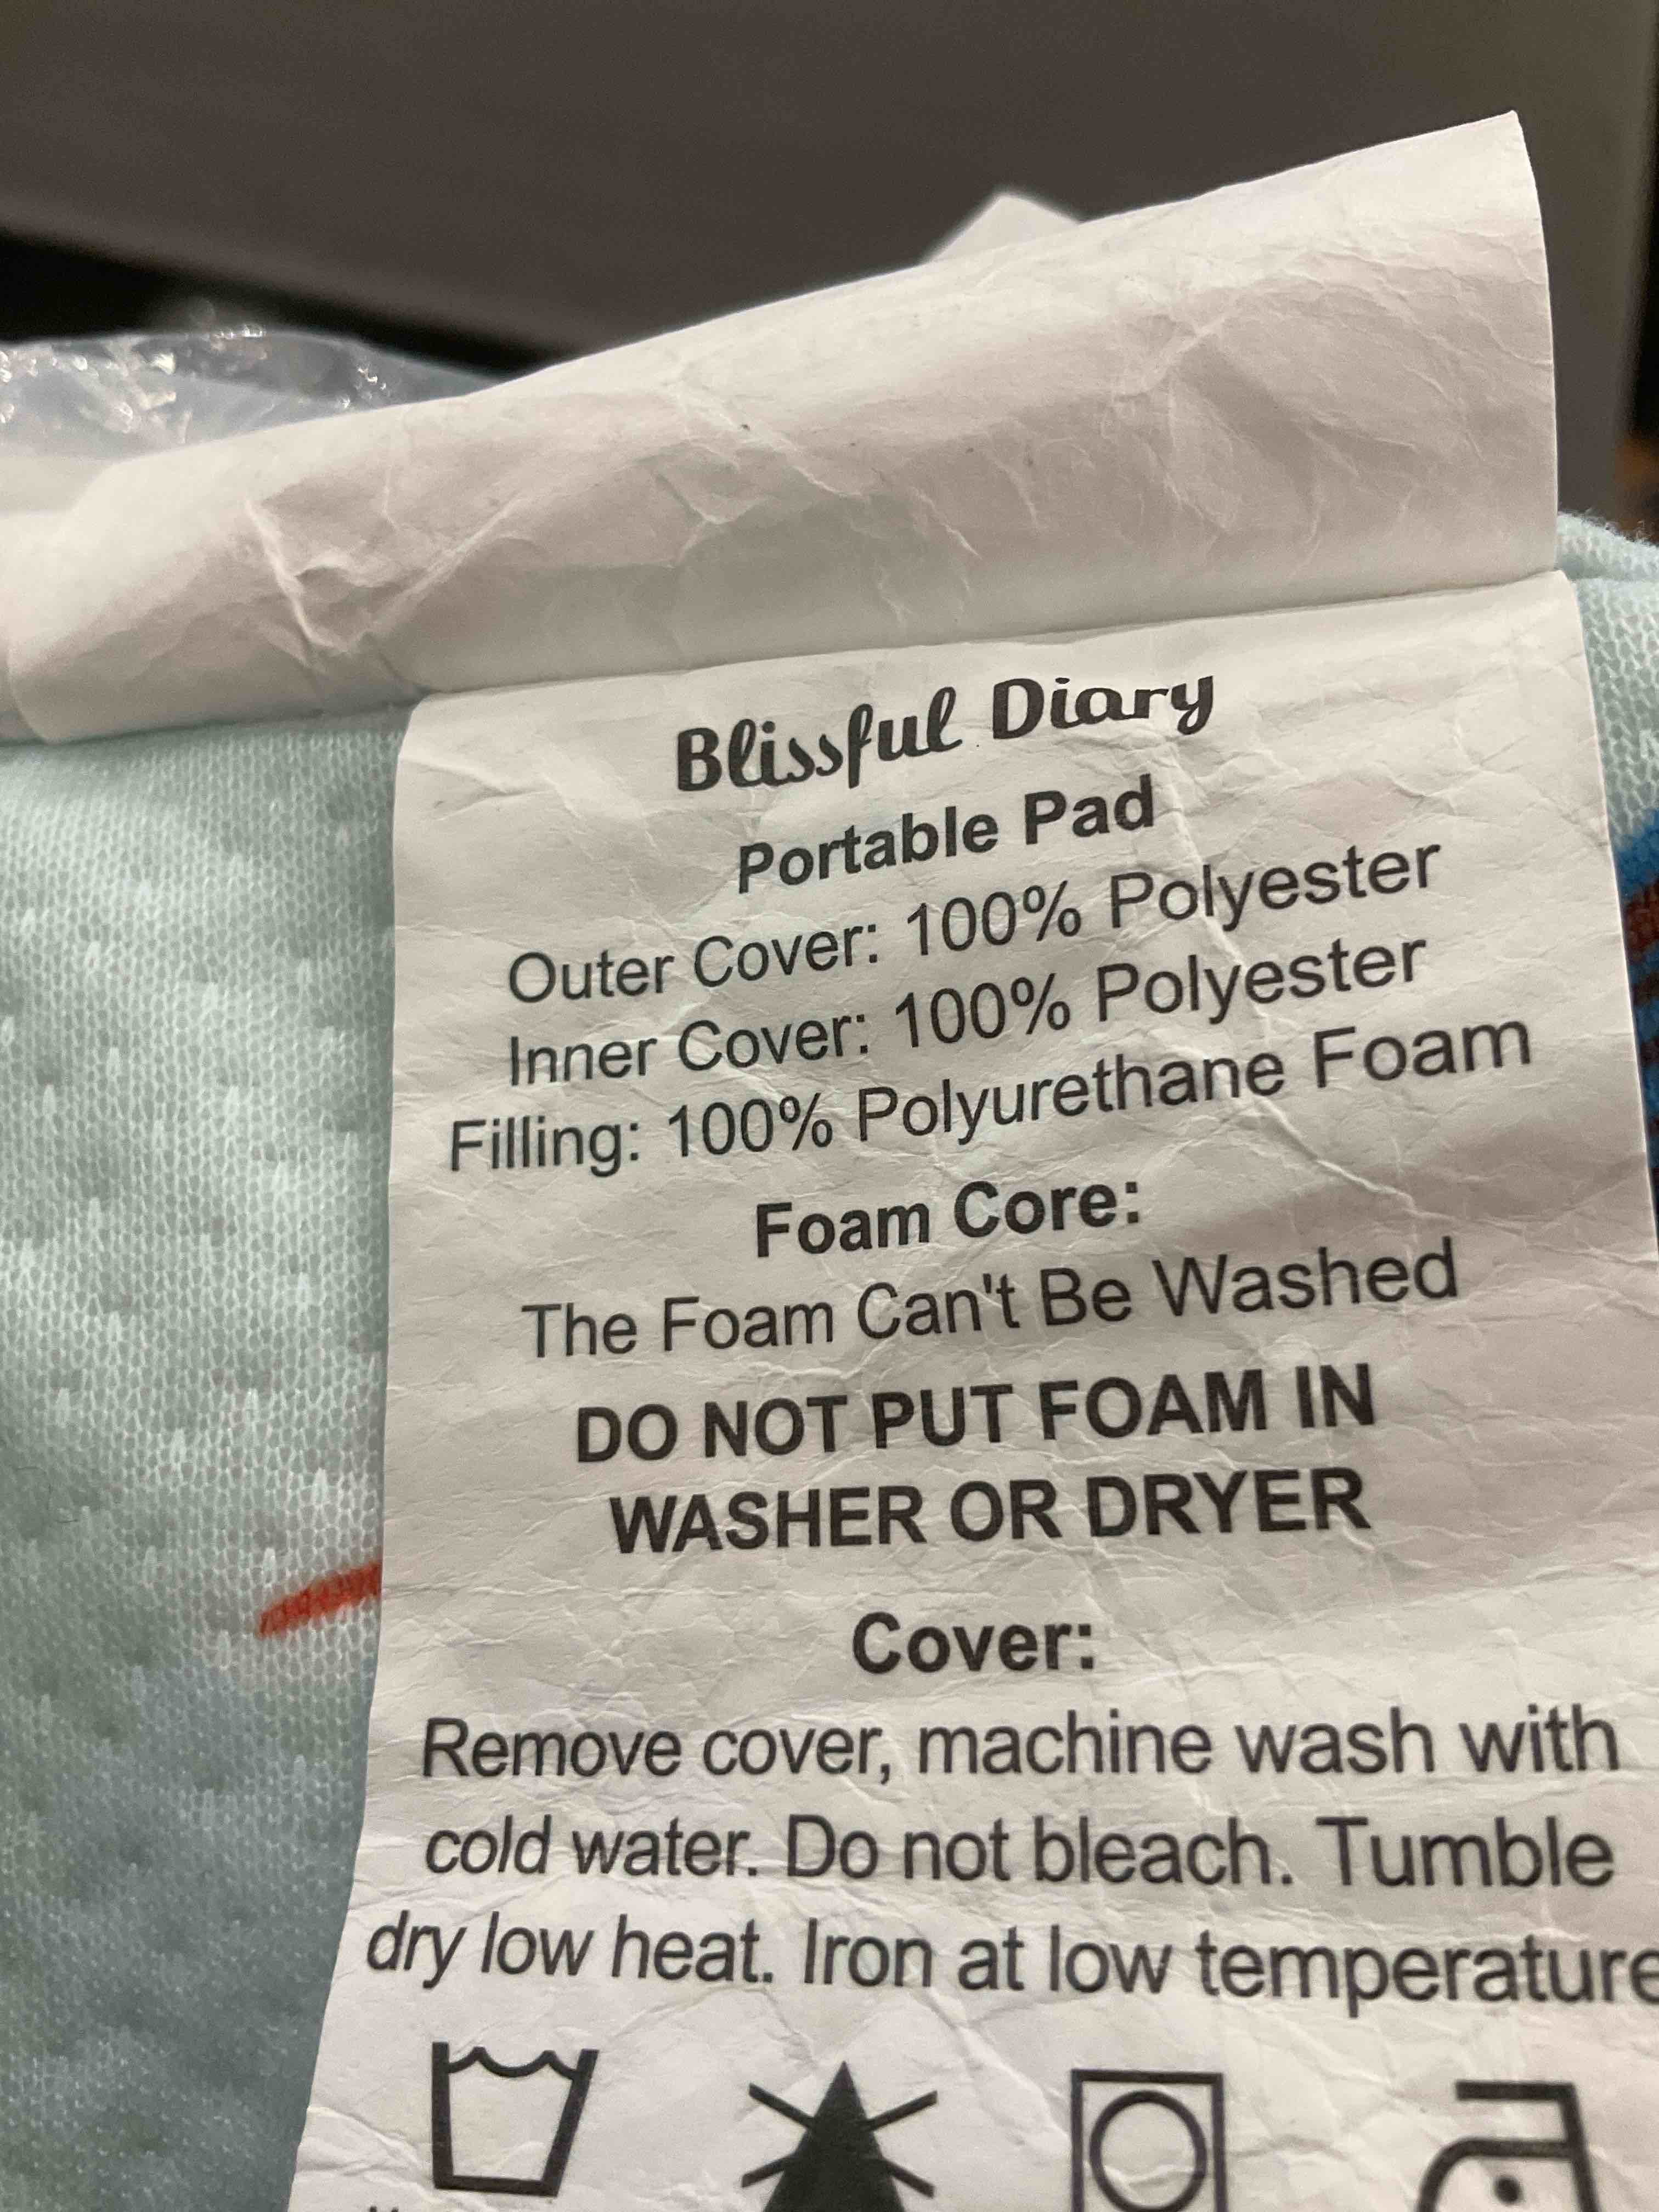 Blissful Diary
Portable Pad
Outer Cover: 100% Polyester
Inner Cover: 100% Polyester
Filling: 100% Polyurethane Foam
Foam Core:
The Foam Can't Be Washed
DO NOT PUT FOAM IN
WASHER OR DRYER
Cover:
Remove cover, machine wash with
cold water. Do not bleach. Tumble
dry low heat. Iron at low temperature